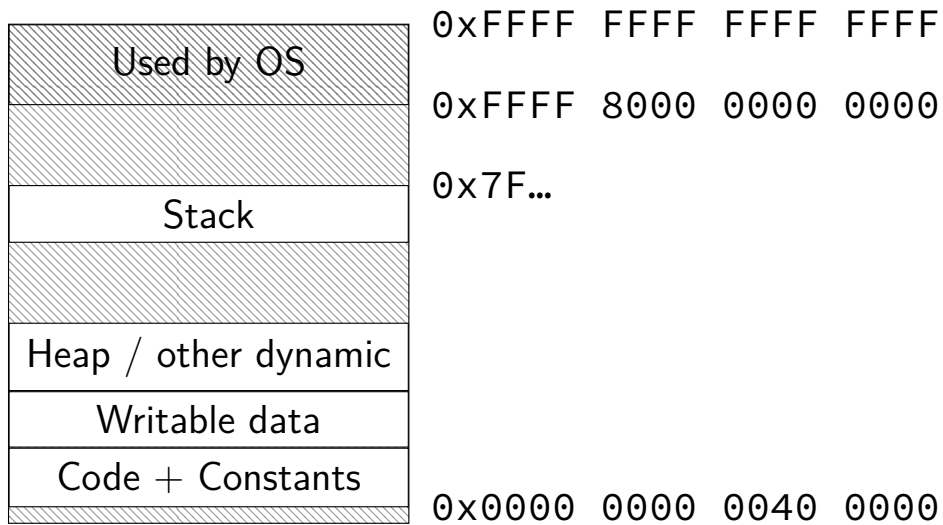 0xFFFF FFFF FFFF FFFF
Used by OS
0xFFFF 8000 0000 0000
0x7F…
Stack
Heap / other dynamic
Writable data
Code + Constants
0x0000 0000 0040 0000